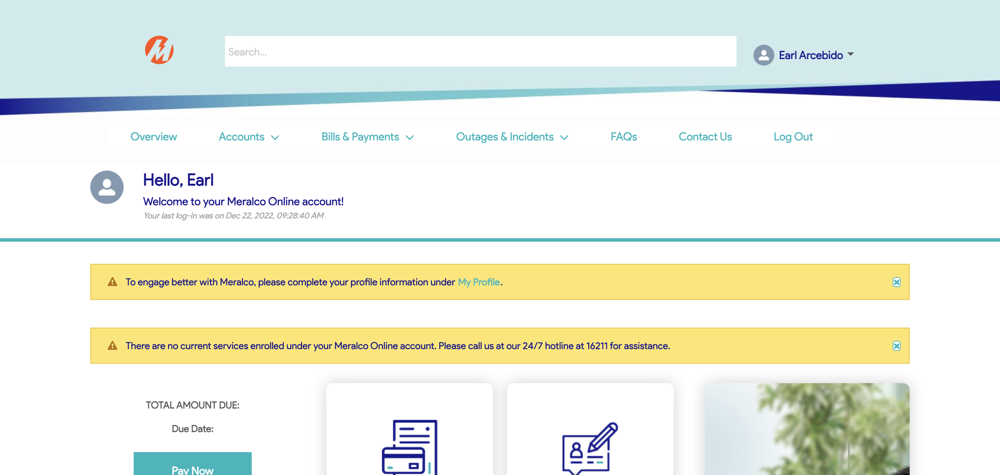 Search...
Earl Arcebido
Overview
Accounts
Bills & Payments
Outages & Incidents
FAQs
Contact Us
Log Out
Hello, Earl
Welcome to your Meralco Online account!
Your last log-in was on Dec 22, 2022, 09:28:40 AM
To engage better with Meralco, please complete your profile information under My Profile.
There are no current services enrolled under your Meralco Online account. Please call us at our 24/7 hotline at 16211 for assistance.
TOTAL AMOUNT DUE:
Due Date:
Pay Now